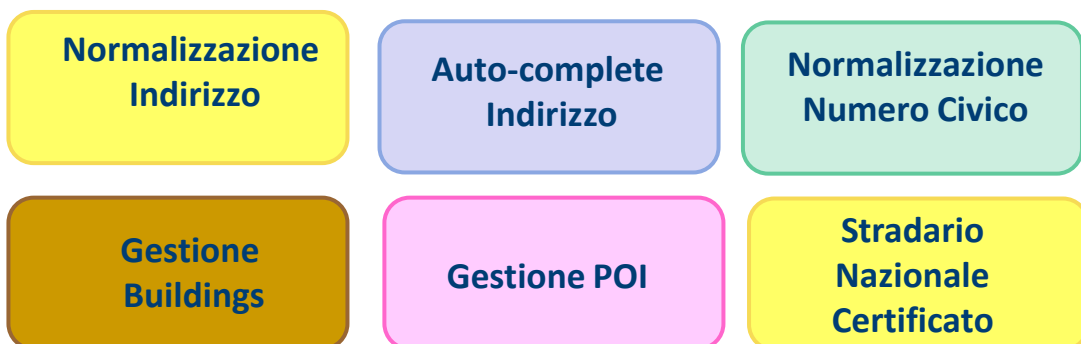 Normalizzazione
Indirizzo
Auto-complete
Indirizzo
Normalizzazione
Numero Civico
Gestione
Buildings
Gestione POI
Stradario
Nazionale
Certificato